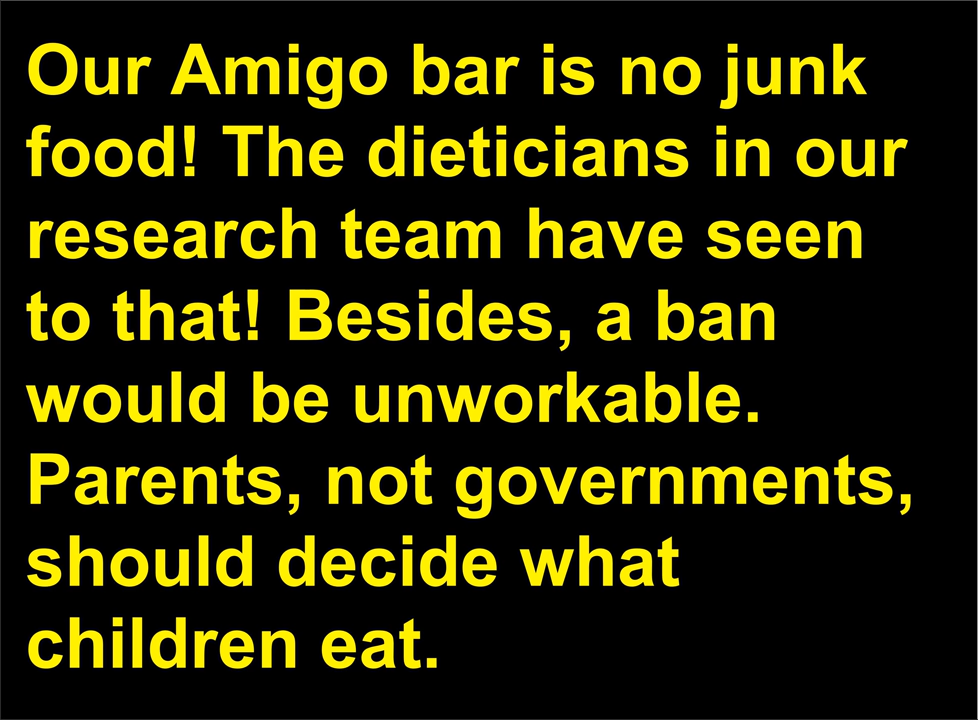 Our Amigo bar is no junk
food! The dieticians in our
research team have seen
to that! Besides, a ban
would be unworkable.
Parents, not governments,
should decide what
children eat.